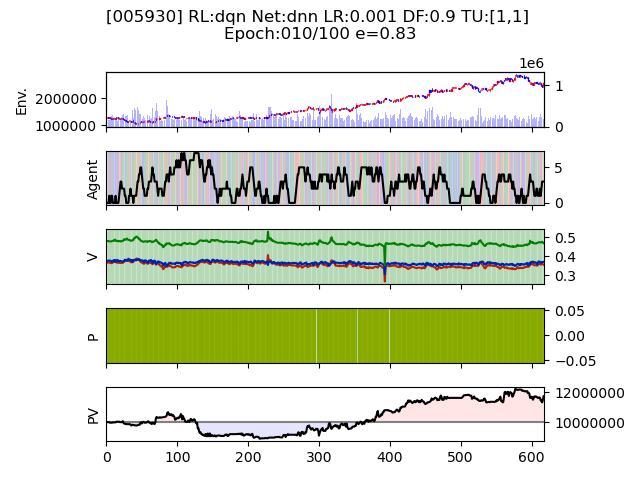 [005930] RL:dqn Net:dnn LR:0.001 DF:0.9 TU:[1,1]
Epoch:010/100 e=0.83
1e6
Env.
2000000
1000000
1
0
Agent
5
0
V
0.5
0.4
0.3
P
0.05
0.00
−0.05
PV
12000000
10000000
0 100 200 300 400 500 600